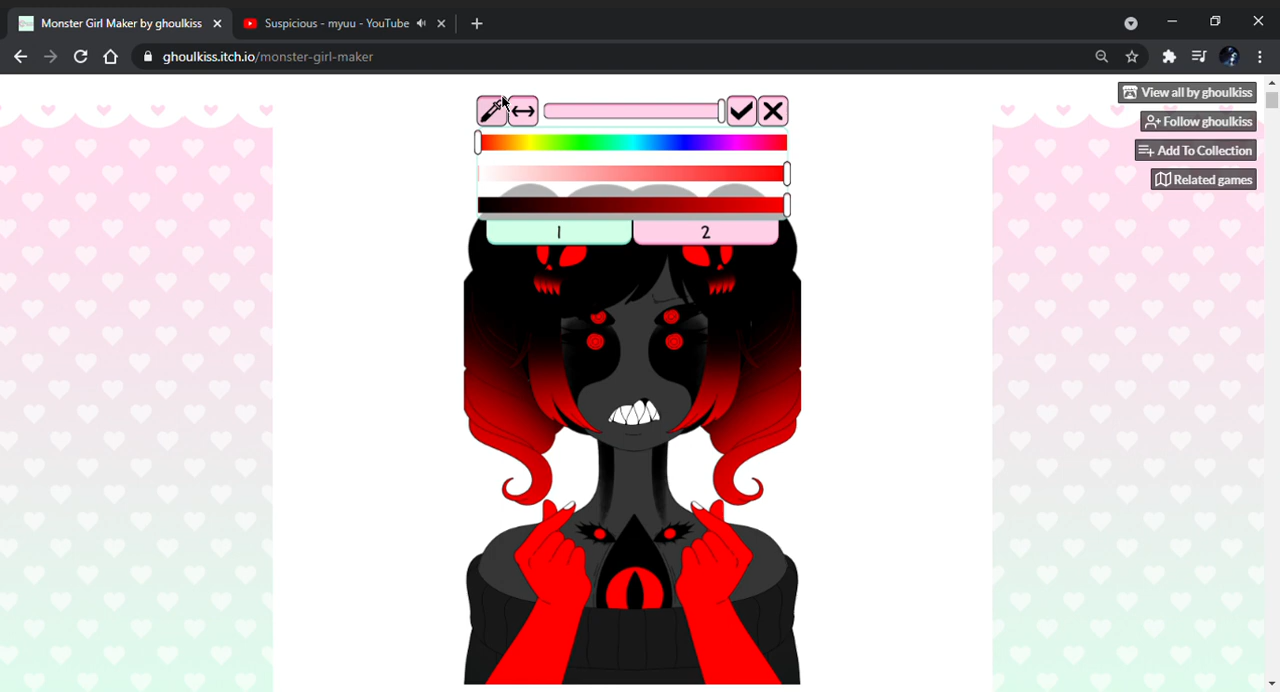 Monster Girl Maker by ghoulkiss
Suspicious - myuu - YouTube
ghoulkiss.itch.io/monster-girl-maker
View all by ghoulkiss
Follow ghoulkiss
Add To Collection
Related games
1
2